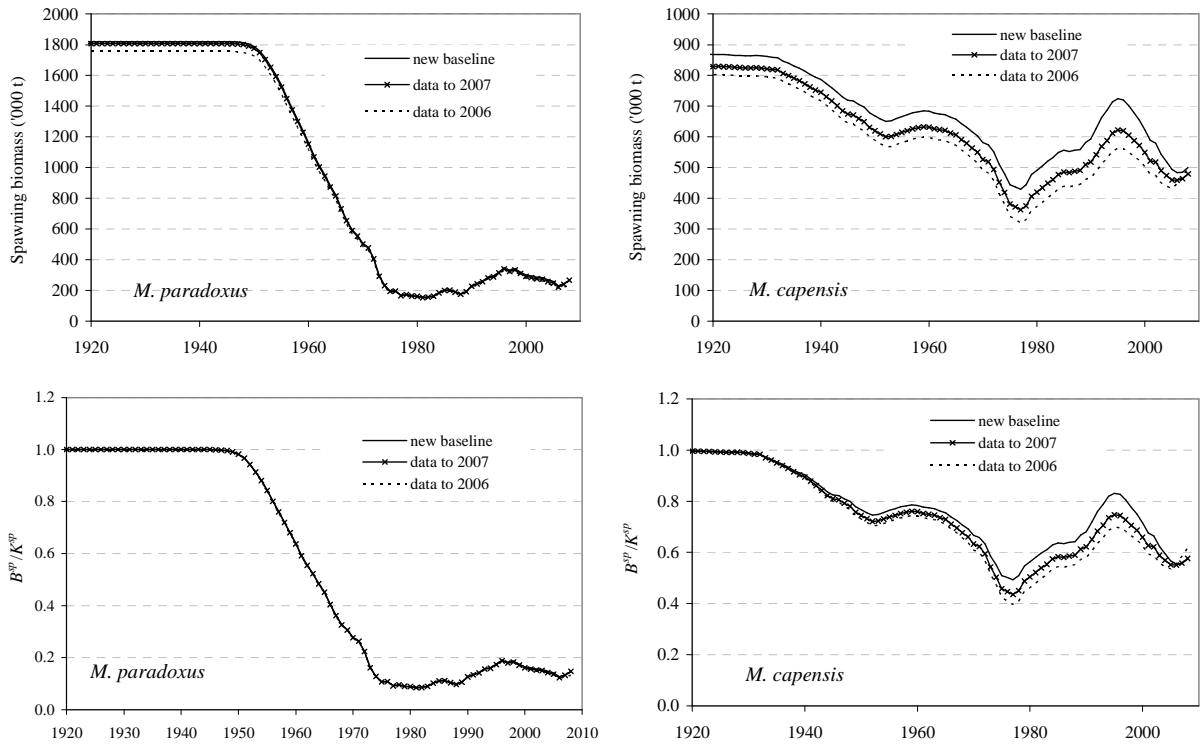 Spawning biomass ('000 t)
2000
1800
1600
1400
1200
1000
800
600
400
200
0
new baseline
data to 2007
data to 2006
M. paradoxus
1920 1940 1960 1980 2000
Spawning biomass ('000 t)
1000
900
800
700
600
500
400
300
200
100
0
new baseline
data to 2007
data to 2006
M. capensis
1920 1940 1960 1980 2000
B^sp/K^sp
1.2
1.0
0.8
0.6
0.4
0.2
0.0
new baseline
data to 2007
data to 2006
M. paradoxus
1920 1930 1940 1950 1960 1970 1980 1990 2000 2010
B^sp/K^sp
1.2
1.0
0.8
0.6
0.4
0.2
0.0
new baseline
data to 2007
data to 2006
M. capensis
1920 1940 1960 1980 2000